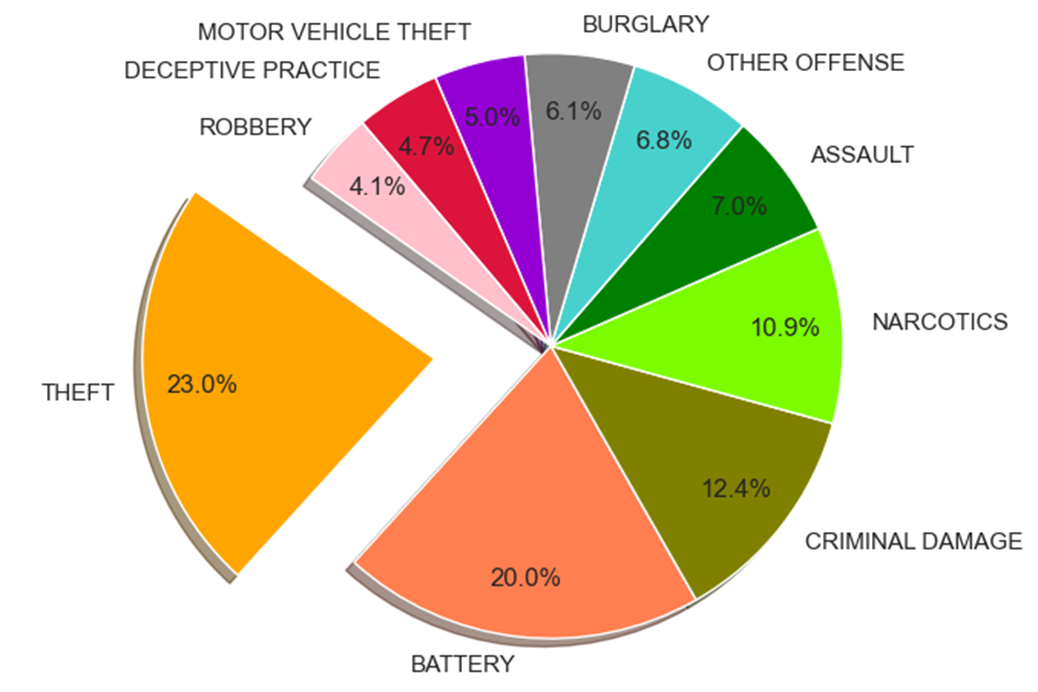 BURGLARY
MOTOR VEHICLE THEFT
OTHER OFFENSE
DECEPTIVE PRACTICE
6.1%
5.0%
ROBBERY
6.8%
4.7%
ASSAULT
4.1%
7.0%
NARCOTICS
10.9%
THEFT
23.0%
12.4%
CRIMINAL DAMAGE
20.0%
BATTERY